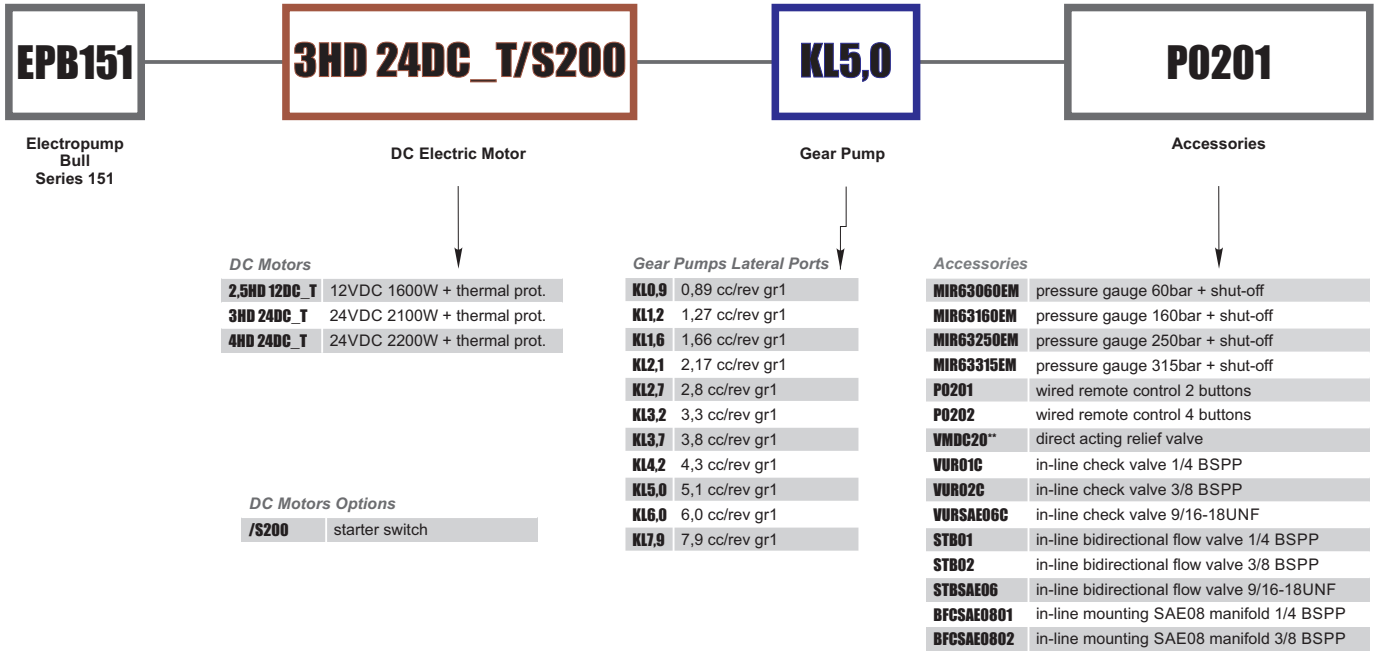 EPB151
3HD 24DC_T/S200
KL5,0
P0201
Electropump
Bull
Series 151
DC Electric Motor
Gear Pump
Accessories
DC Motors
2,5HD 12DC_T 12VDC 1600W + thermal prot.
3HD 24DC_T 24VDC 2100W + thermal prot.
4HD 24DC_T 24VDC 2200W + thermal prot.
DC Motors Options
/S200 starter switch
Gear Pumps Lateral Ports
KL0,9 0,89 cc/rev gr1
KL1,2 1,27 cc/rev gr1
KL1,6 1,66 cc/rev gr1
KL2,1 2,17 cc/rev gr1
KL2,7 2,8 cc/rev gr1
KL3,2 3,3 cc/rev gr1
KL3,7 3,8 cc/rev gr1
KL4,2 4,3 cc/rev gr1
KL5,0 5,1 cc/rev gr1
KL6,0 6,0 cc/rev gr1
KL7,9 7,9 cc/rev gr1
Accessories
MIR63060EM pressure gauge 60bar + shut-off
MIR63160EM pressure gauge 160bar + shut-off
MIR63250EM pressure gauge 250bar + shut-off
MIR63315EM pressure gauge 315bar + shut-off
P0201 wired remote control 2 buttons
P0202 wired remote control 4 buttons
VMDC20** direct acting relief valve
VUR01C in-line check valve 1/4 BSPP
VUR02C in-line check valve 3/8 BSPP
VURSAE06C in-line check valve 9/16-18UNF
STB01 in-line bidirectional flow valve 1/4 BSPP
STB02 in-line bidirectional flow valve 3/8 BSPP
STBSAE06 in-line bidirectional flow valve 9/16-18UNF
BFCSAE0801 in-line mounting SAE08 manifold 1/4 BSPP
BFCSAE0802 in-line mounting SAE08 manifold 3/8 BSPP